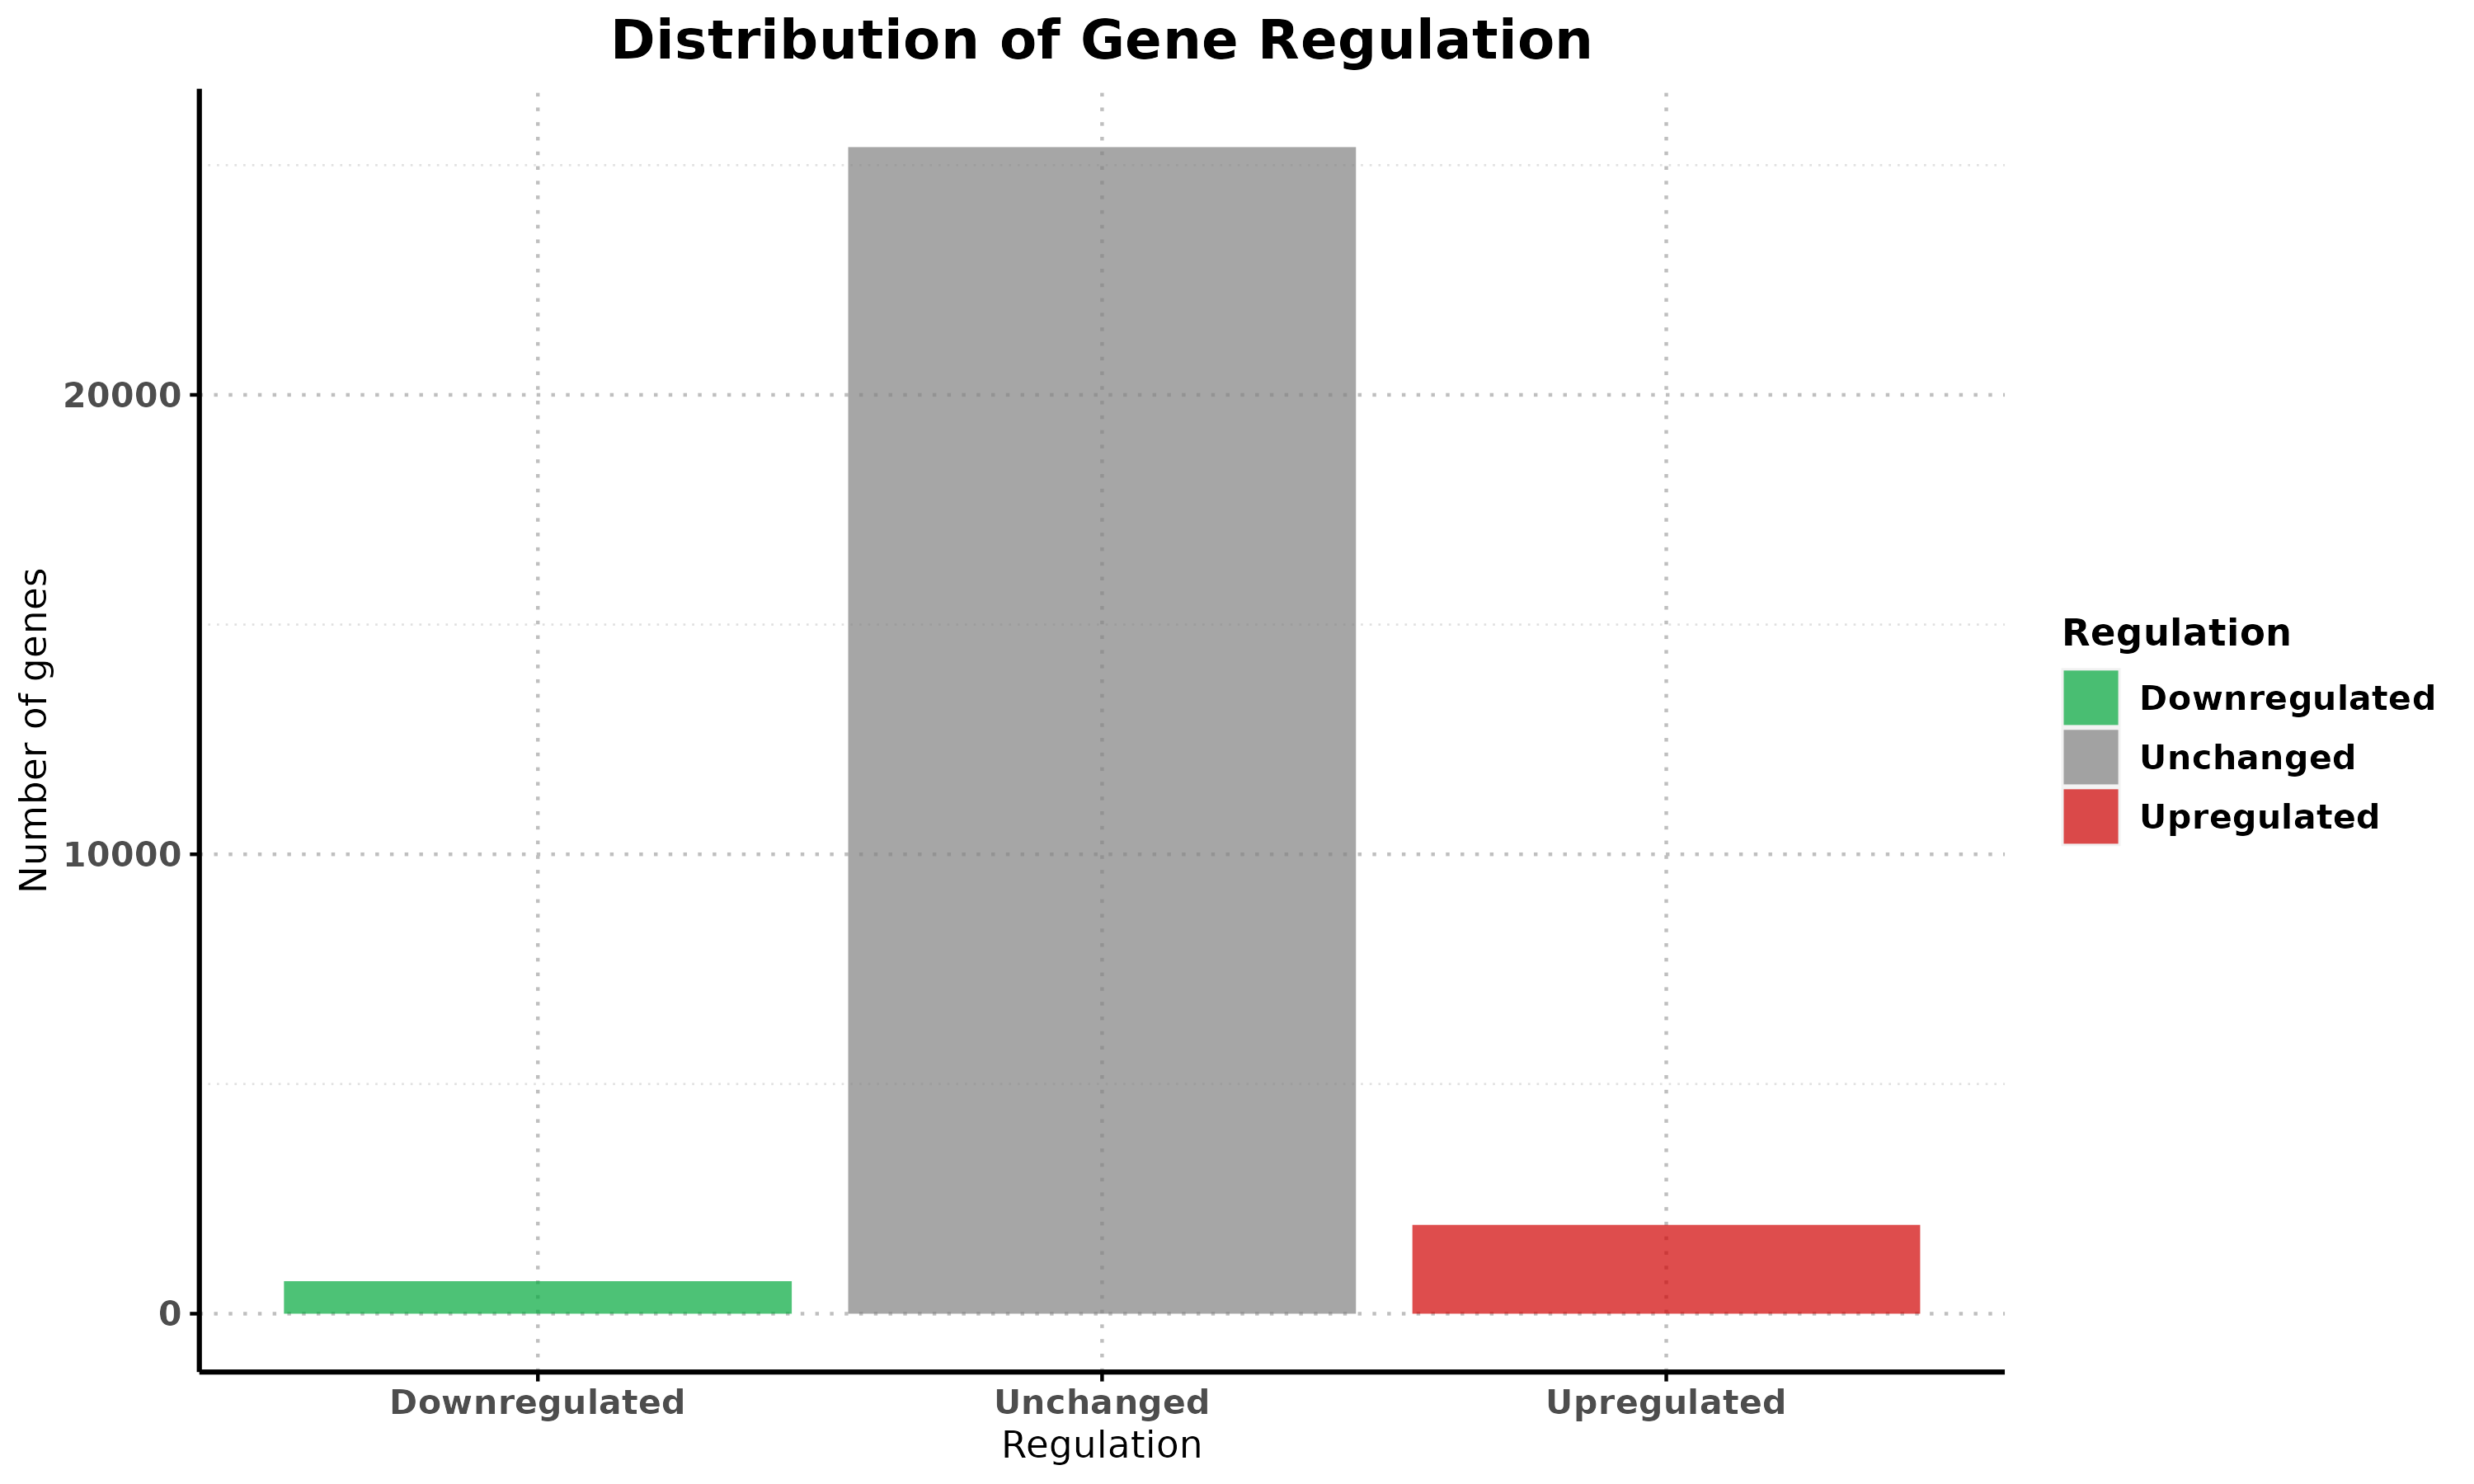 Distribution of Gene Regulation
Number of genes
20000
10000
0
Downregulated
Unchanged
Upregulated
Regulation
Regulation
Downregulated
Unchanged
Upregulated